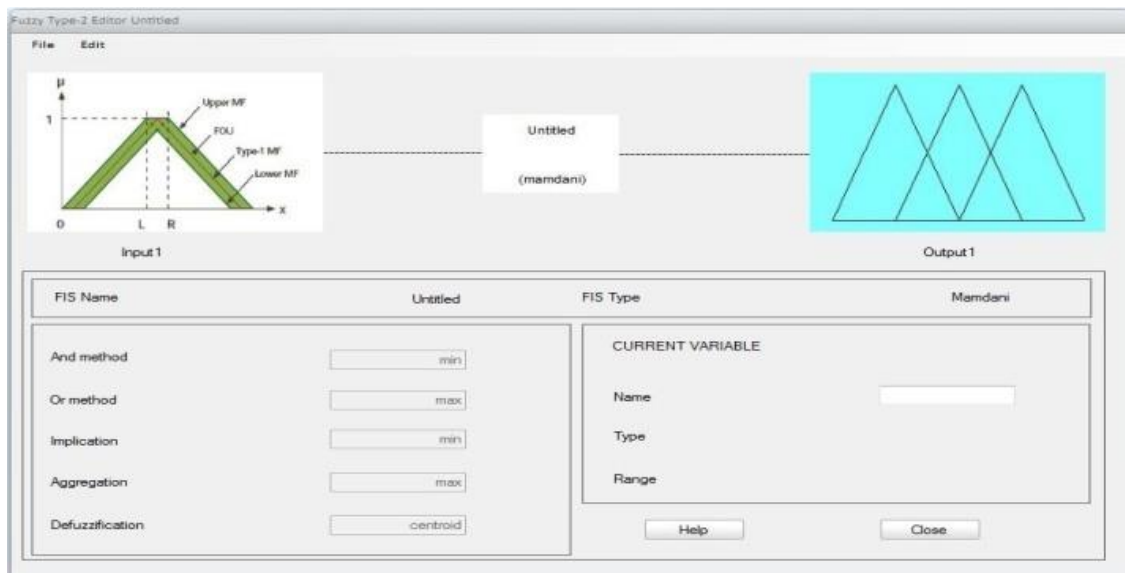 Fuzzy Type-2 Editor Untitled
File Edit
μ
Upper MF
1
FOU
Type-1 MF
Lower MF
x
0 L R
Input1
Untitled
(mamdani)
Output1
FIS Name Untitled FIS Type Mamdani
And method min
Or method max
Implication min
Aggregation max
Defuzzification centroid
CURRENT VARIABLE
Name
Type
Range
Help Close